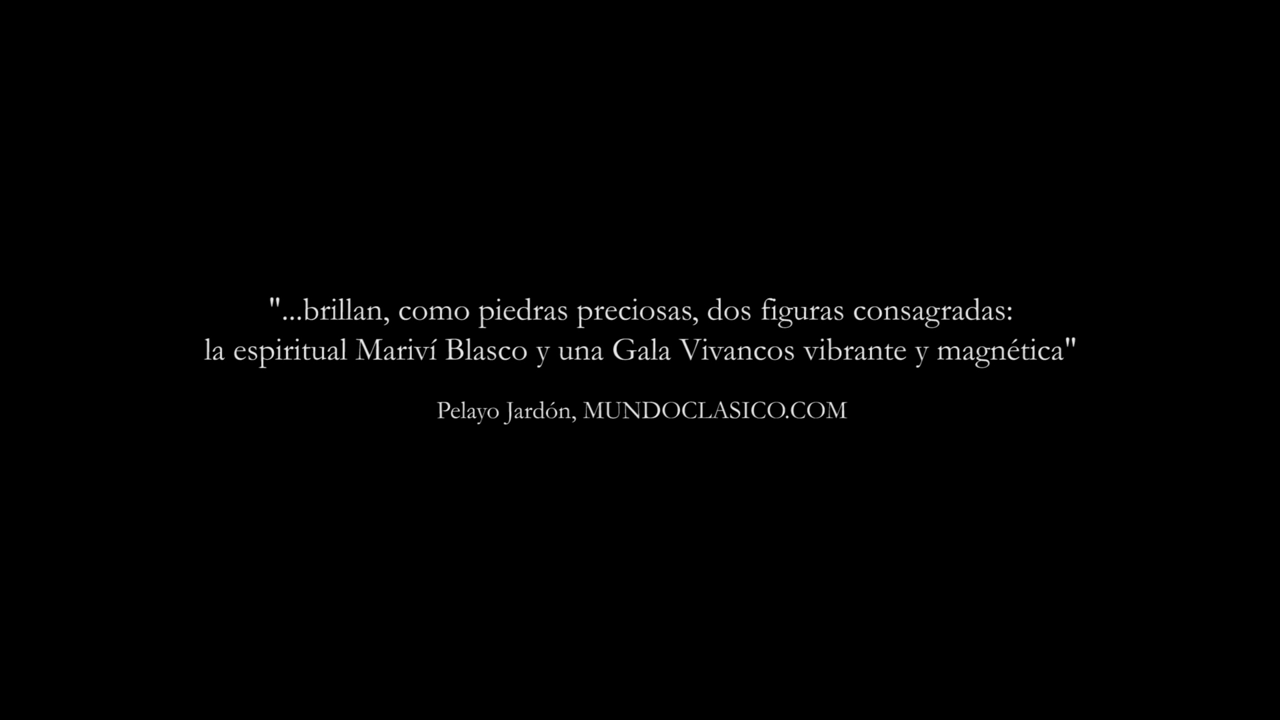 "...brillan, como piedras preciosas, dos figuras consagradas:
la espiritual Mariví Blasco y una Gala Vivancos vibrante y magnética"
Pelayo Jardón, MUNDOCLASICO.COM